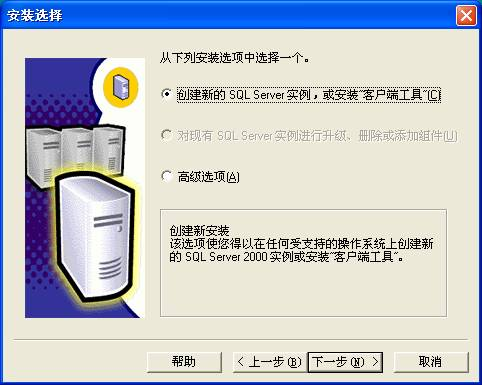 安装选择
从下列安装选项中选择一个。
创建新的 SQL Server 实例，或安装"客户端工具"(C)
对现有 SQL Server 实例进行升级、删除或添加组件(U)
高级选项(A)
创建新安装
该选项使您得以在任何受支持的操作系统上创建新
的 SQL Server 2000 实例或安装"客户端工具"。
帮助
< 上一步 (B)
下一步 (N) >
取消